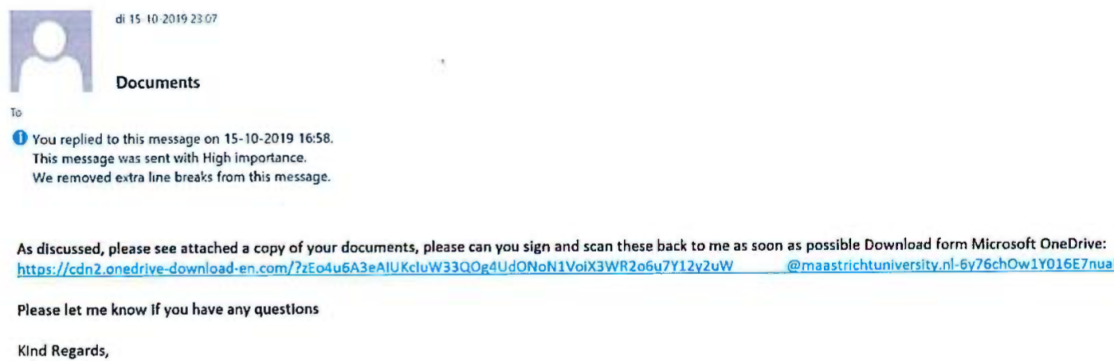 di 15-10-2019 23:07
Documents
To
You replied to this message on 15-10-2019 16:58.
This message was sent with High importance.
We removed extra line breaks from this message.
As discussed, please see attached a copy of your documents, please can you sign and scan these back to me as soon as possible Download form Microsoft OneDrive:
https://cdn2.onedrive-download-en.com/?zEo4u6A3eAIUKcluW33QOg4UdONoN1VoiX3WR2o6u7Y12y2uW @maastrichtuniversity.nl-6y76chOw1Y016E7nua
Please let me know if you have any questions
Kind Regards,